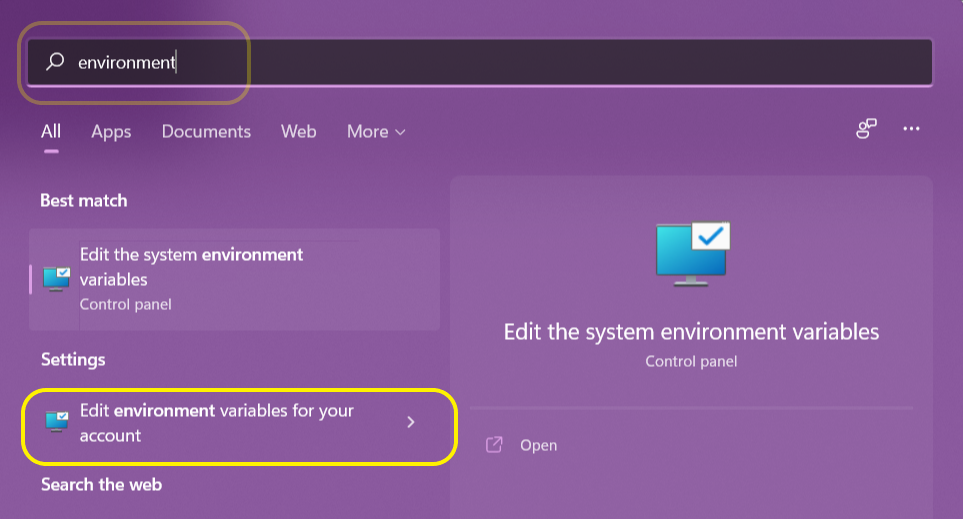 environment
All Apps Documents Web More
Best match
Edit the system environment
variables
Control panel
Settings
Edit environment variables for your
account
Search the web
Edit the system environment variables
Control panel
Open